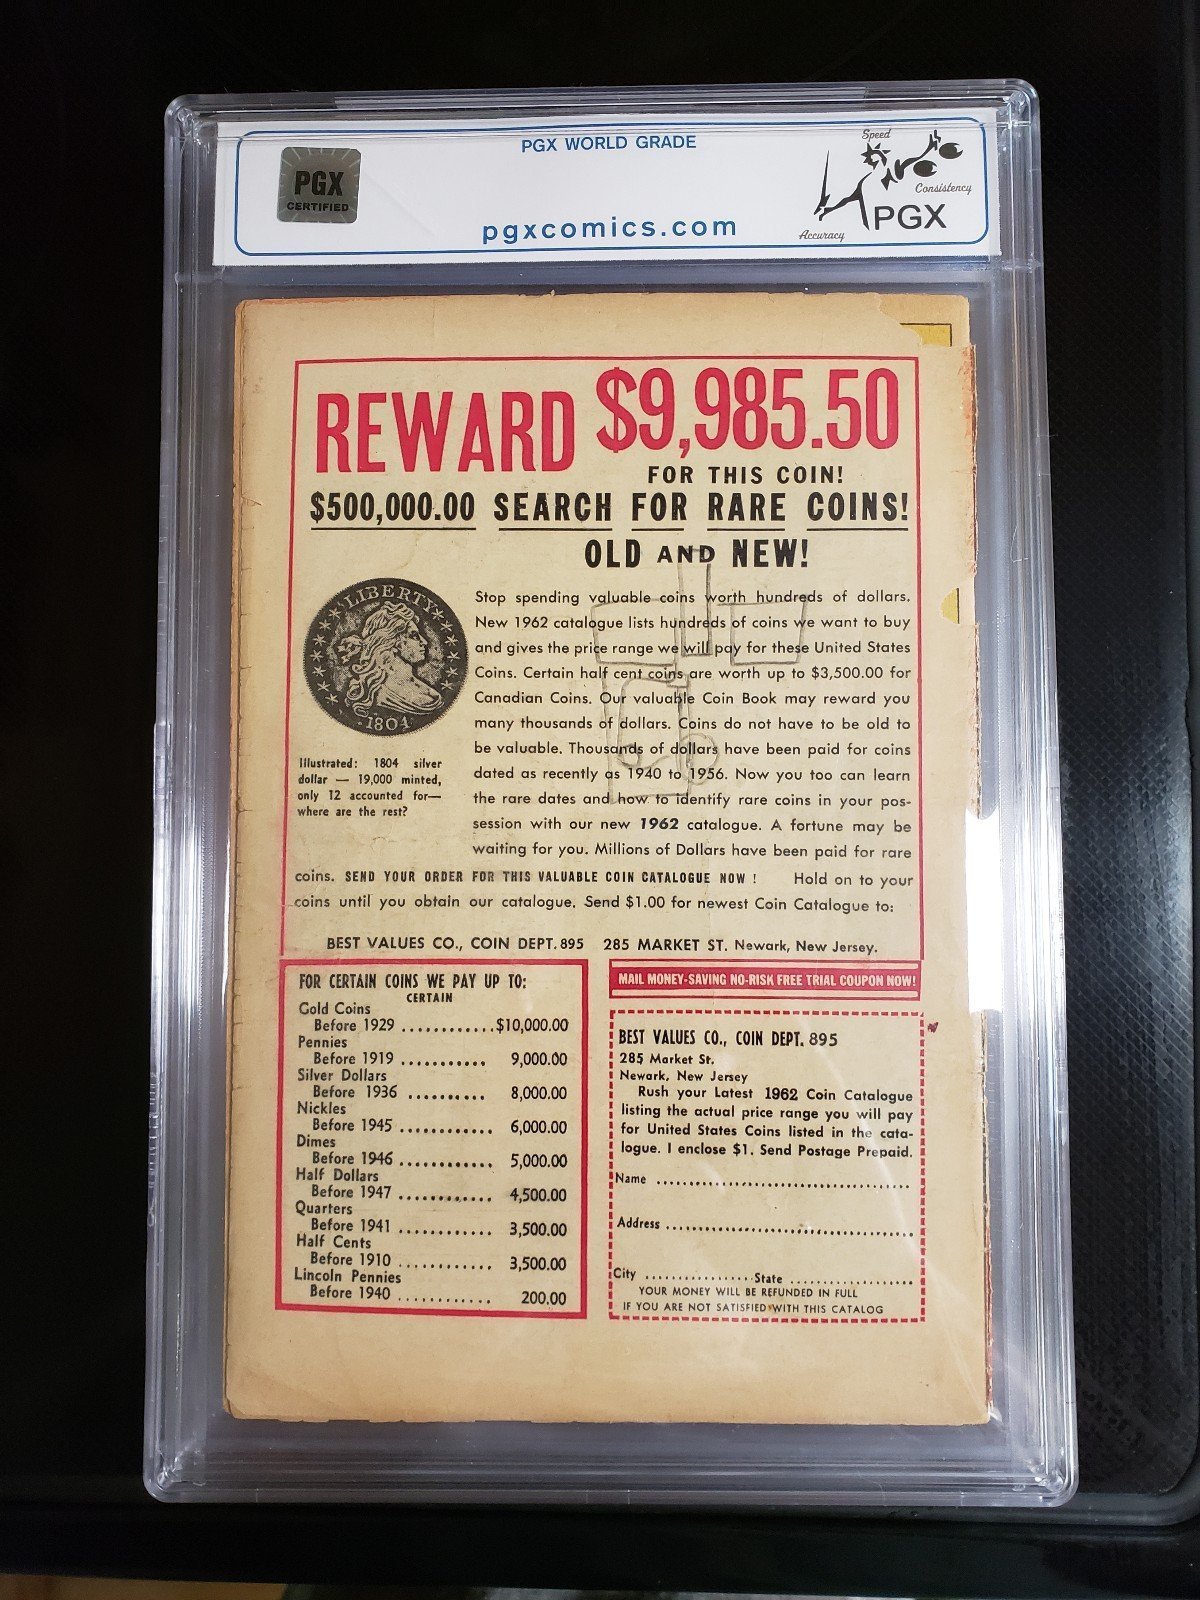 PGX WORLD GRADE
PGX
CERTIFIED
pgxcomics.com
Speed
Consistency
Accuracy
PGX
REWARD $9,985.50
FOR THIS COIN!
$500,000.00 SEARCH FOR RARE COINS!
OLD AND NEW!
LIBERTY
1804
Illustrated: 1804 silver
dollar — 19,000 minted,
only 12 accounted for—
where are the rest?
Stop spending valuable coins worth hundreds of dollars.
New 1962 catalogue lists hundreds of coins we want to buy
and gives the price range we will pay for these United States
Coins. Certain half cent coins are worth up to $3,500.00 for
Canadian Coins. Our valuable Coin Book may reward you
many thousands of dollars. Coins do not have to be old to
be valuable. Thousands of dollars have been paid for coins
dated as recently as 1940 to 1956. Now you too can learn
the rare dates and how to identify rare coins in your pos-
session with our new 1962 catalogue. A fortune may be
waiting for you. Millions of Dollars have been paid for rare
coins. SEND YOUR ORDER FOR THIS VALUABLE COIN CATALOGUE NOW ! Hold on to your
coins until you obtain our catalogue. Send $1.00 for newest Coin Catalogue to:
BEST VALUES CO., COIN DEPT. 895 285 MARKET ST. Newark, New Jersey.
FOR CERTAIN COINS WE PAY UP TO:
CERTAIN
Gold Coins
Before 1929 ............$10,000.00
Pennies
Before 1919 ........... 9,000.00
Silver Dollars
Before 1936 .......... 8,000.00
Nickles
Before 1945 ............ 6,000.00
Dimes
Before 1946 ............ 5,000.00
Half Dollars
Before 1947 ............ 4,500.00
Quarters
Before 1941 ............ 3,500.00
Half Cents
Before 1910 ............ 3,500.00
Lincoln Pennies
Before 1940 ............ 200.00
MAIL MONEY-SAVING NO-RISK FREE TRIAL COUPON NOW!
BEST VALUES CO., COIN DEPT. 895
285 Market St.
Newark, New Jersey
Rush your Latest 1962 Coin Catalogue
listing the actual price range you will pay
for United States Coins listed in the cata-
logue. I enclose $1. Send Postage Prepaid.
Name ......................................
Address .....................................
City ................. State ...................
YOUR MONEY WILL BE REFUNDED IN FULL
IF YOU ARE NOT SATISFIED WITH THIS CATALOG